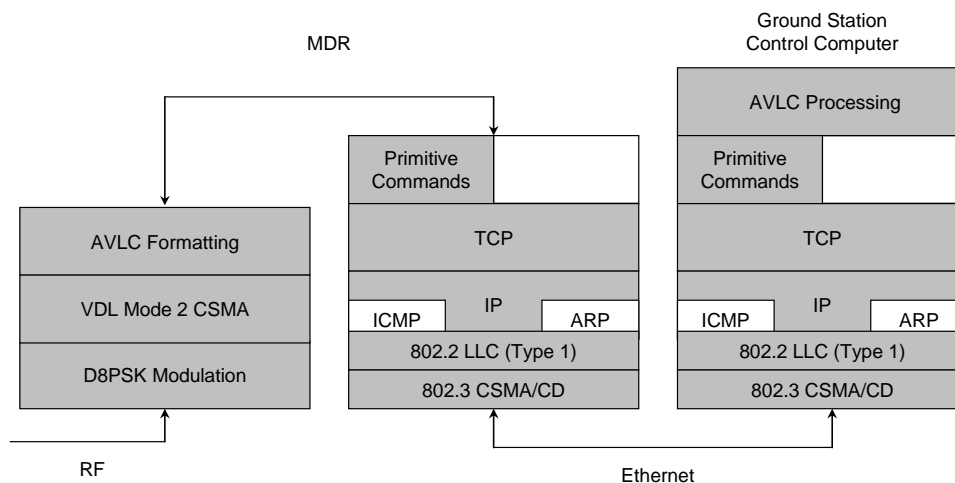 MDR
Ground Station
Control Computer
AVLC Processing
Primitive
Commands
Primitive
Commands
AVLC Formatting
TCP
TCP
VDL Mode 2 CSMA
IP
IP
ICMP
ARP
ICMP
ARP
802.2 LLC (Type 1)
802.2 LLC (Type 1)
D8PSK Modulation
802.3 CSMA/CD
802.3 CSMA/CD
RF
Ethernet